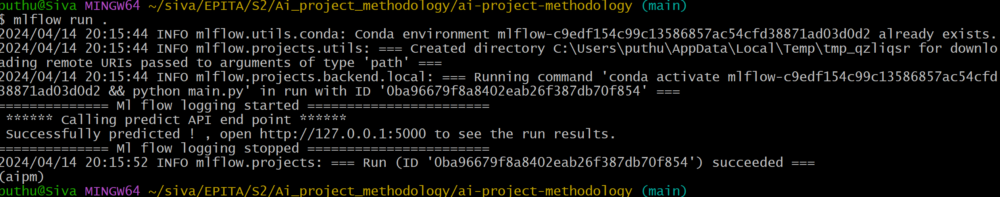 puthu@Siva MINGW64 ~/siva/EPITA/S2/Ai_project_methodology/ai-project-methodology (main)
$ mlflow run .
2024/04/14 20:15:44 INFO mlflow.utils.conda: Conda environment mlflow-c9edf154c99c13586857ac54cfd38871ad03d0d2 already exists.
2024/04/14 20:15:44 INFO mlflow.projects.utils: === Created directory C:\Users\puthu\AppData\Local\Temp\tmp_qzliqsr for downlo
ading remote URIs passed to arguments of type 'path' ===
2024/04/14 20:15:44 INFO mlflow.projects.backend.local: === Running command 'conda activate mlflow-c9edf154c99c13586857ac54cfd
38871ad03d0d2 && python main.py' in run with ID '0ba96679f8a8402eab26f387db70f854' ===
============== Ml flow logging started =======================
 ****** Calling predict API end point ******
 Successfully predicted ! , open http://127.0.0.1:5000 to see the run results.
============== Ml flow logging stopped =======================
2024/04/14 20:15:52 INFO mlflow.projects: === Run (ID '0ba96679f8a8402eab26f387db70f854') succeeded ===
(aipm)
puthu@Siva MINGW64 ~/siva/EPITA/S2/Ai_project_methodology/ai-project-methodology (main)